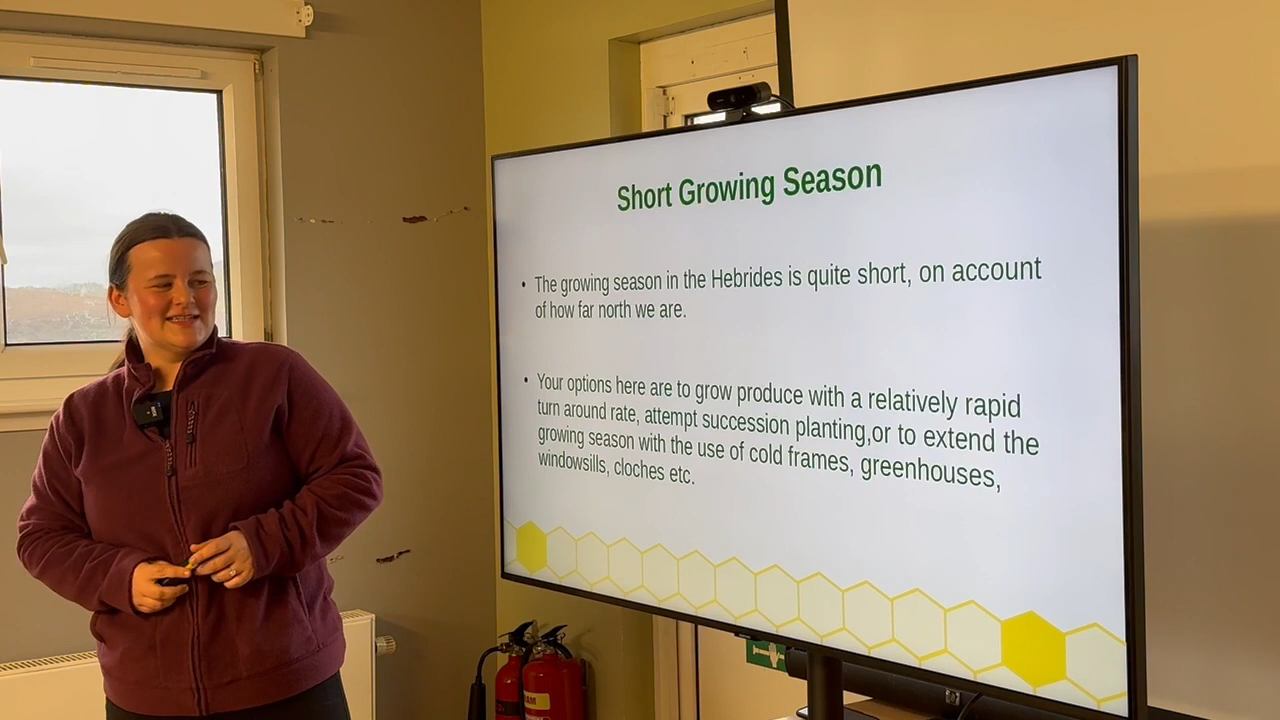 Short Growing Season
• The growing season in the Hebrides is quite short, on account
of how far north we are.
• Your options here are to grow produce with a relatively rapid
turn around rate, attempt succession planting,or to extend the
growing season with the use of cold frames, greenhouses,
windowsills, cloches etc.